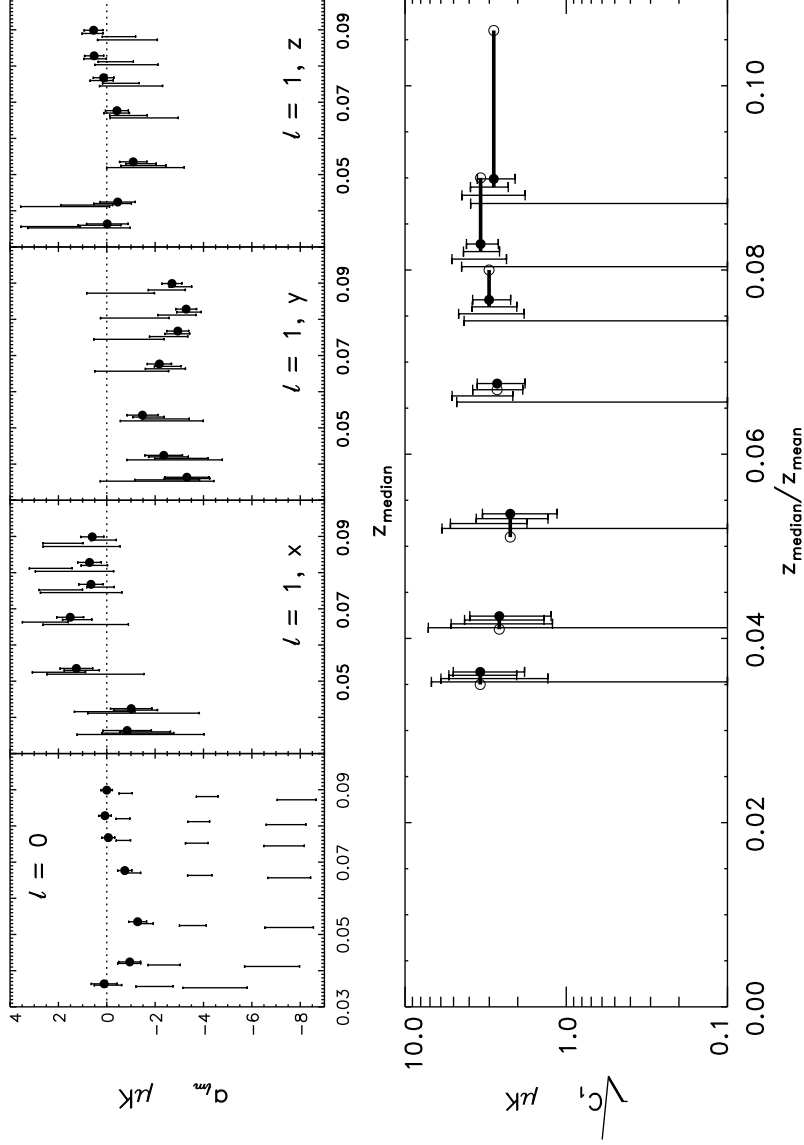 4
2
0
−2
−4
−6
−8
a_lm μK
ℓ = 0
ℓ = 1, x
ℓ = 1, y
ℓ = 1, z
0.03 0.05 0.07 0.09 0.05 0.07 0.09 0.05 0.07 0.09 0.05 0.07 0.09
z_median
10.0
1.0
0.1
√C_1 μK
0.00 0.02 0.04 0.06 0.08 0.10
z_median/z_mean